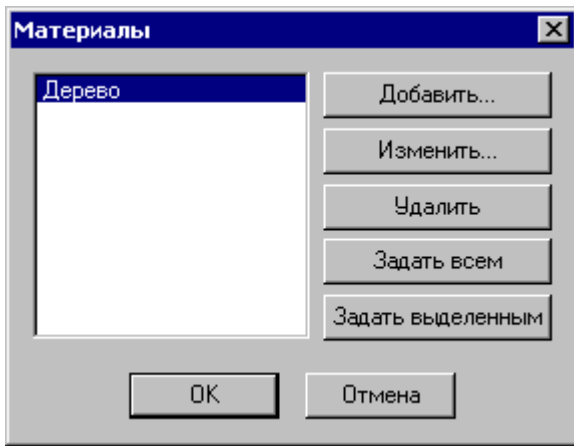 Материалы
Дерево
Добавить...
Изменить...
Удалить
Задать всем
Задать выделенным
OK
Отмена